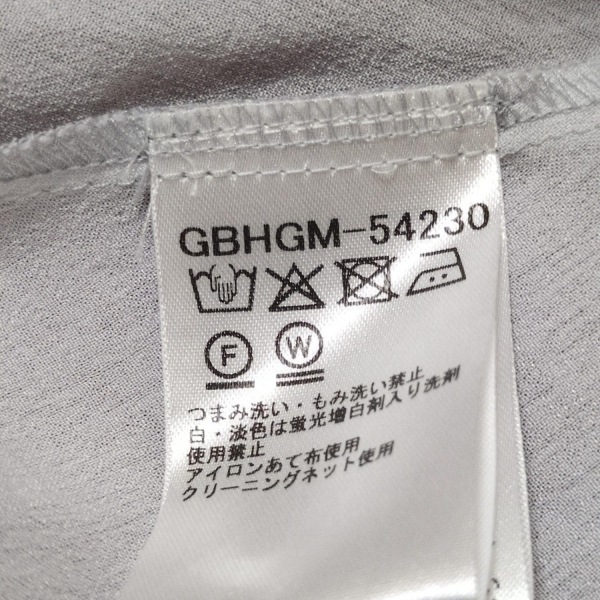 GBHGM-54230
F W
つまみ洗い・もみ洗い禁止
白・淡色は蛍光増白剤入り洗剤
使用禁止
アイロンあて布使用
クリーニングネット使用